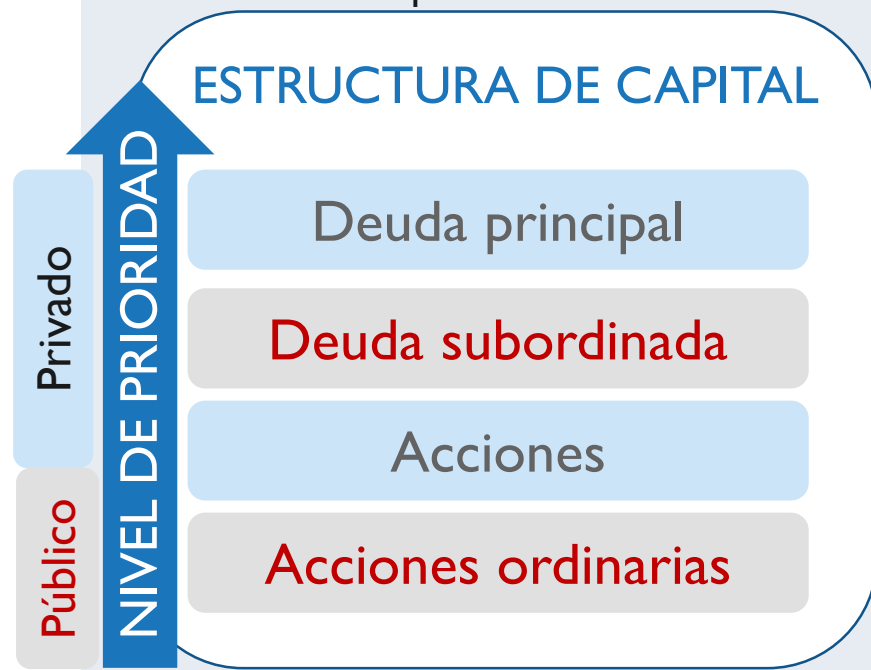 ESTRUCTURA DE CAPITAL
Privado
Público
NIVEL DE PRIORIDAD
Deuda principal
Deuda subordinada
Acciones
Acciones ordinarias